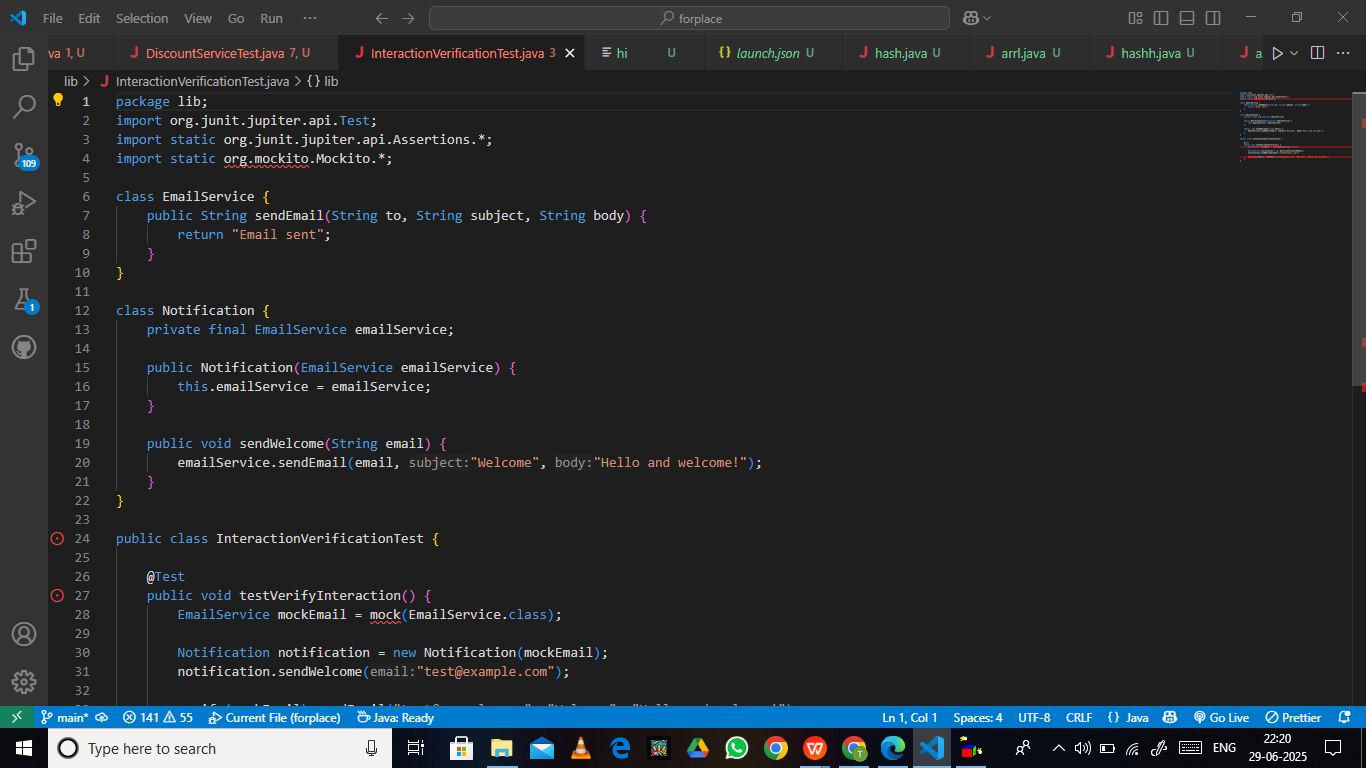 File Edit Selection View Go Run ··· forplace
va 1, U DiscountServiceTest.java 7, U InteractionVerificationTest.java 3 hi U launch.json U hash.java U arrl.java U hashh.java U
lib > InteractionVerificationTest.java > {} lib
1 package lib;
2 import org.junit.jupiter.api.Test;
3 import static org.junit.jupiter.api.Assertions.*;
4 import static org.mockito.Mockito.*;
5
6 class EmailService {
7 public String sendEmail(String to, String subject, String body) {
8 return "Email sent";
9 }
10 }
11
12 class Notification {
13 private final EmailService emailService;
14
15 public Notification(EmailService emailService) {
16 this.emailService = emailService;
17 }
18
19 public void sendWelcome(String email) {
20 emailService.sendEmail(email, subject:"Welcome", body:"Hello and welcome!");
21 }
22 }
23
24 public class InteractionVerificationTest {
25
26 @Test
27 public void testVerifyInteraction() {
28 EmailService mockEmail = mock(EmailService.class);
29
30 Notification notification = new Notification(mockEmail);
31 notification.sendWelcome(email:"test@example.com");
32
109
1
main* 141 55 Current File (forplace) Java: Ready Ln 1, Col 1 Spaces: 4 UTF-8 CRLF {} Java Go Live Prettier
Type here to search ENG 22:20
29-06-2025